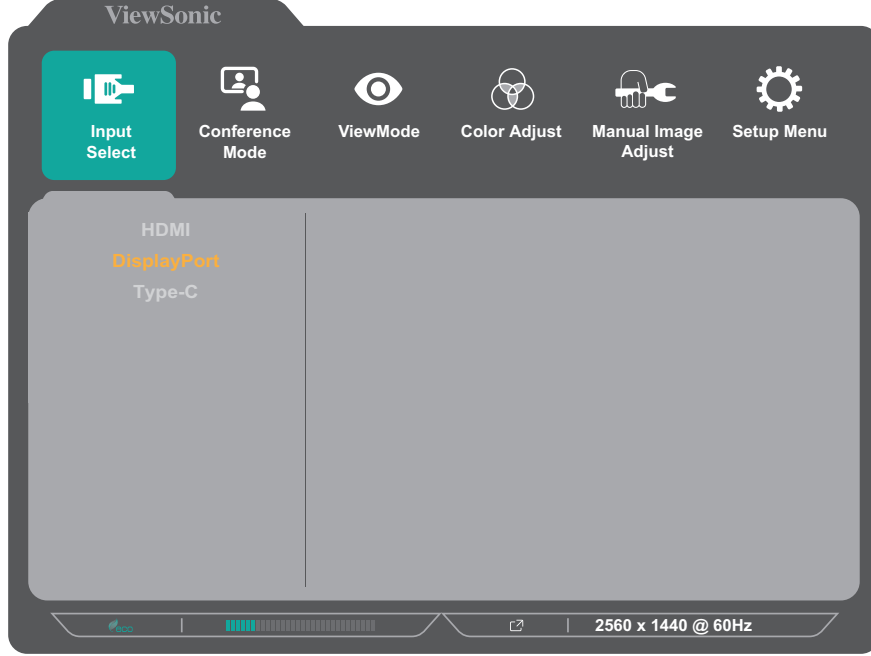 ViewSonic
Input Select
Conference Mode
ViewMode
Color Adjust
Manual Image Adjust
Setup Menu
HDMI
DisplayPort
Type-C
eco
2560 x 1440 @ 60Hz